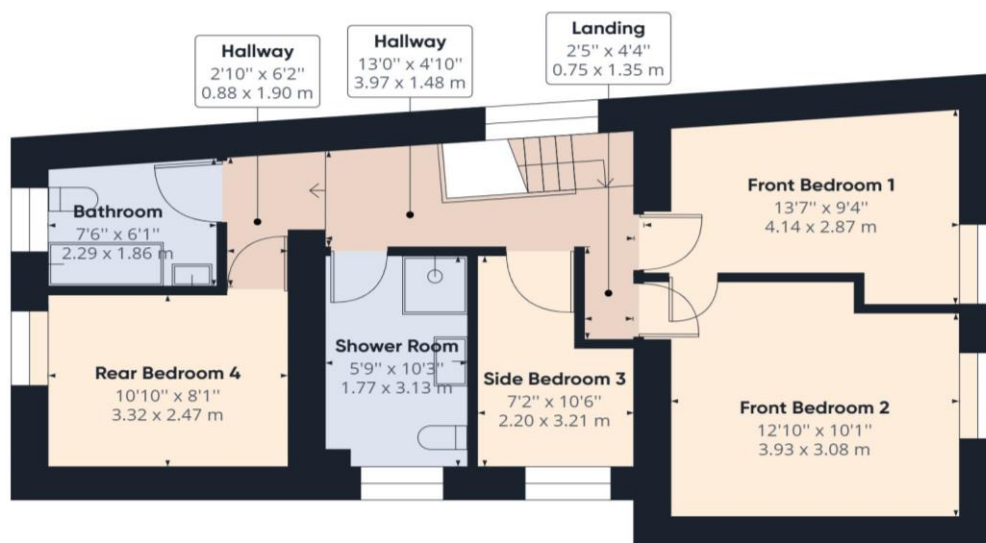 Hallway
2'10" x 6'2"
0.88 x 1.90 m
Hallway
13'0" x 4'10"
3.97 x 1.48 m
Landing
2'5" x 4'4"
0.75 x 1.35 m
Bathroom
7'6" x 6'1"
2.29 x 1.86 m
Front Bedroom 1
13'7" x 9'4"
4.14 x 2.87 m
Rear Bedroom 4
10'10" x 8'1"
3.32 x 2.47 m
Shower Room
5'9" x 10'3"
1.77 x 3.13 m
Side Bedroom 3
7'2" x 10'6"
2.20 x 3.21 m
Front Bedroom 2
12'10" x 10'1"
3.93 x 3.08 m